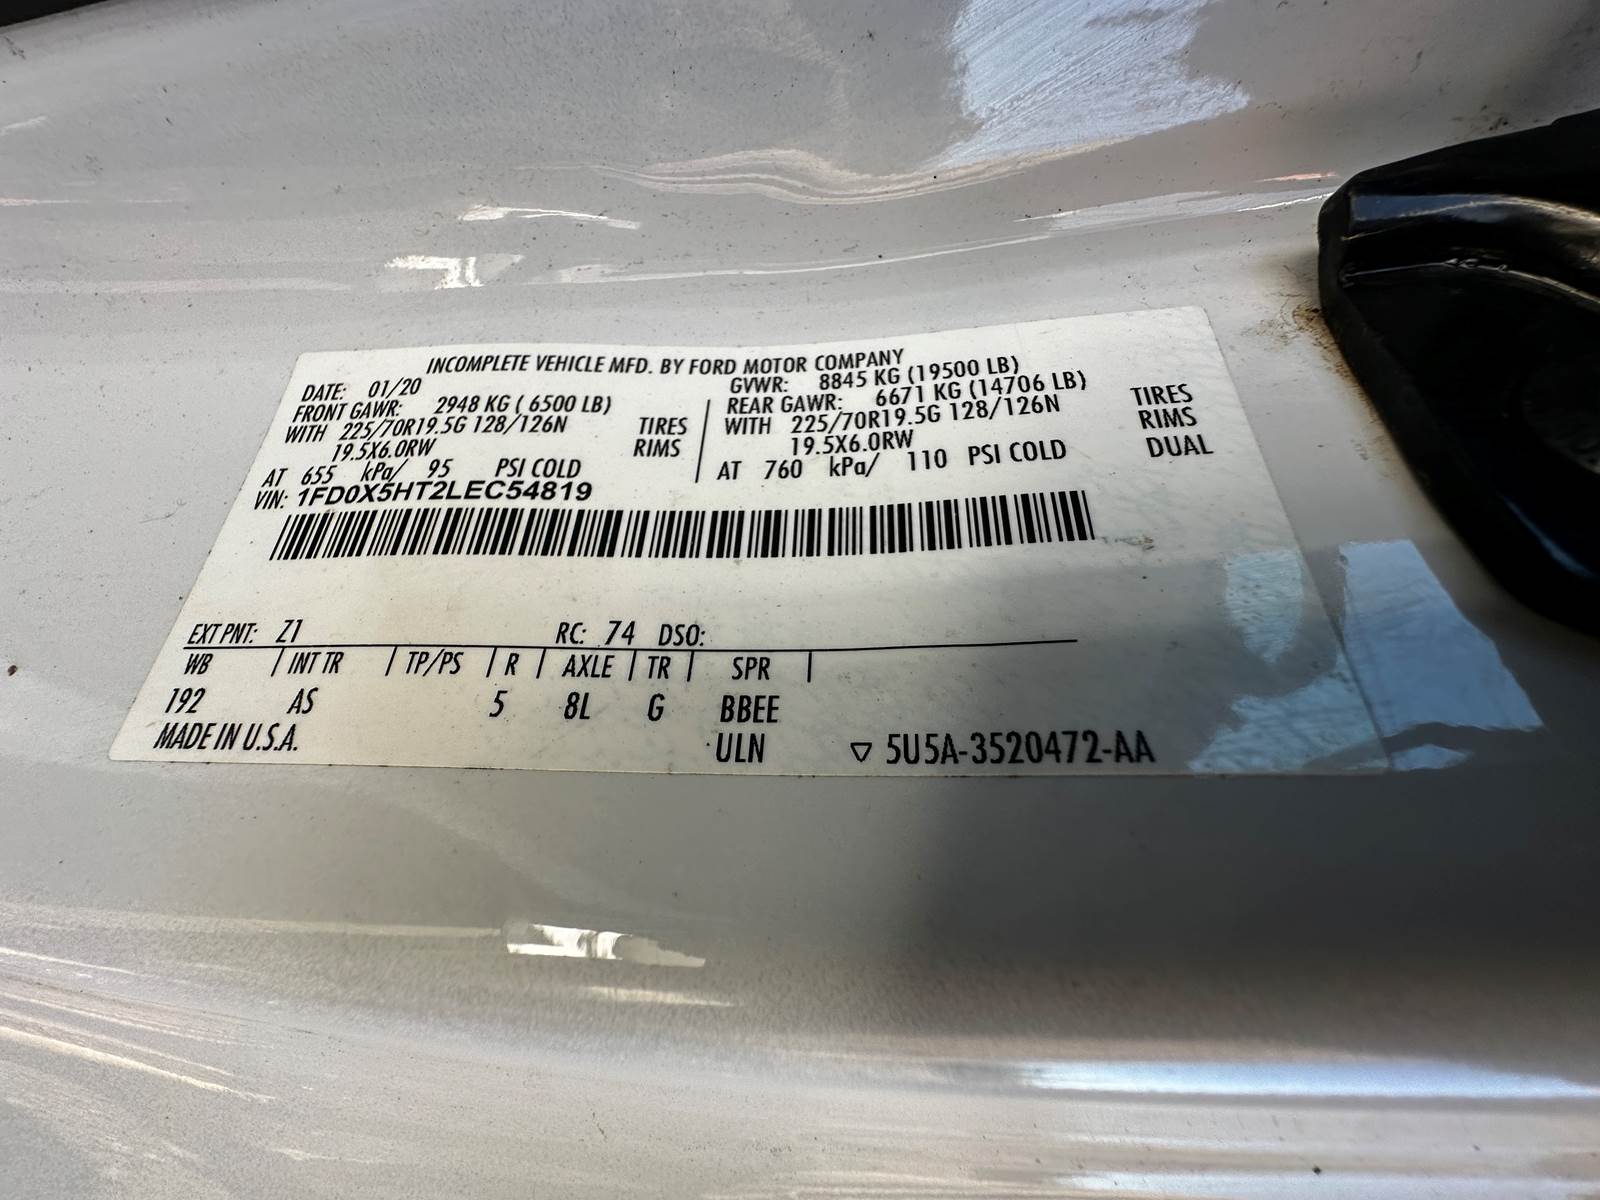 INCOMPLETE VEHICLE MFD. BY FORD MOTOR COMPANY
DATE: 01/20 GVWR: 8845 KG (19500 LB)
FRONT GAWR: 2948 KG ( 6500 LB) REAR GAWR: 6671 KG (14706 LB)
WITH 225/70R19.5G 128/126N TIRES WITH 225/70R19.5G 128/126N TIRES
19.5X6.0RW RIMS 19.5X6.0RW RIMS
AT 655 kPa/ 95 PSI COLD AT 760 kPa/ 110 PSI COLD DUAL
VIN: 1FD0X5HT2LEC54819
EXT PNT: Z1 RC: 74 DSO:
WB INT TR TP/PS R AXLE TR SPR
192 AS 5 8L G BBEE
MADE IN U.S.A. ULN ▽ 5U5A-3520472-AA